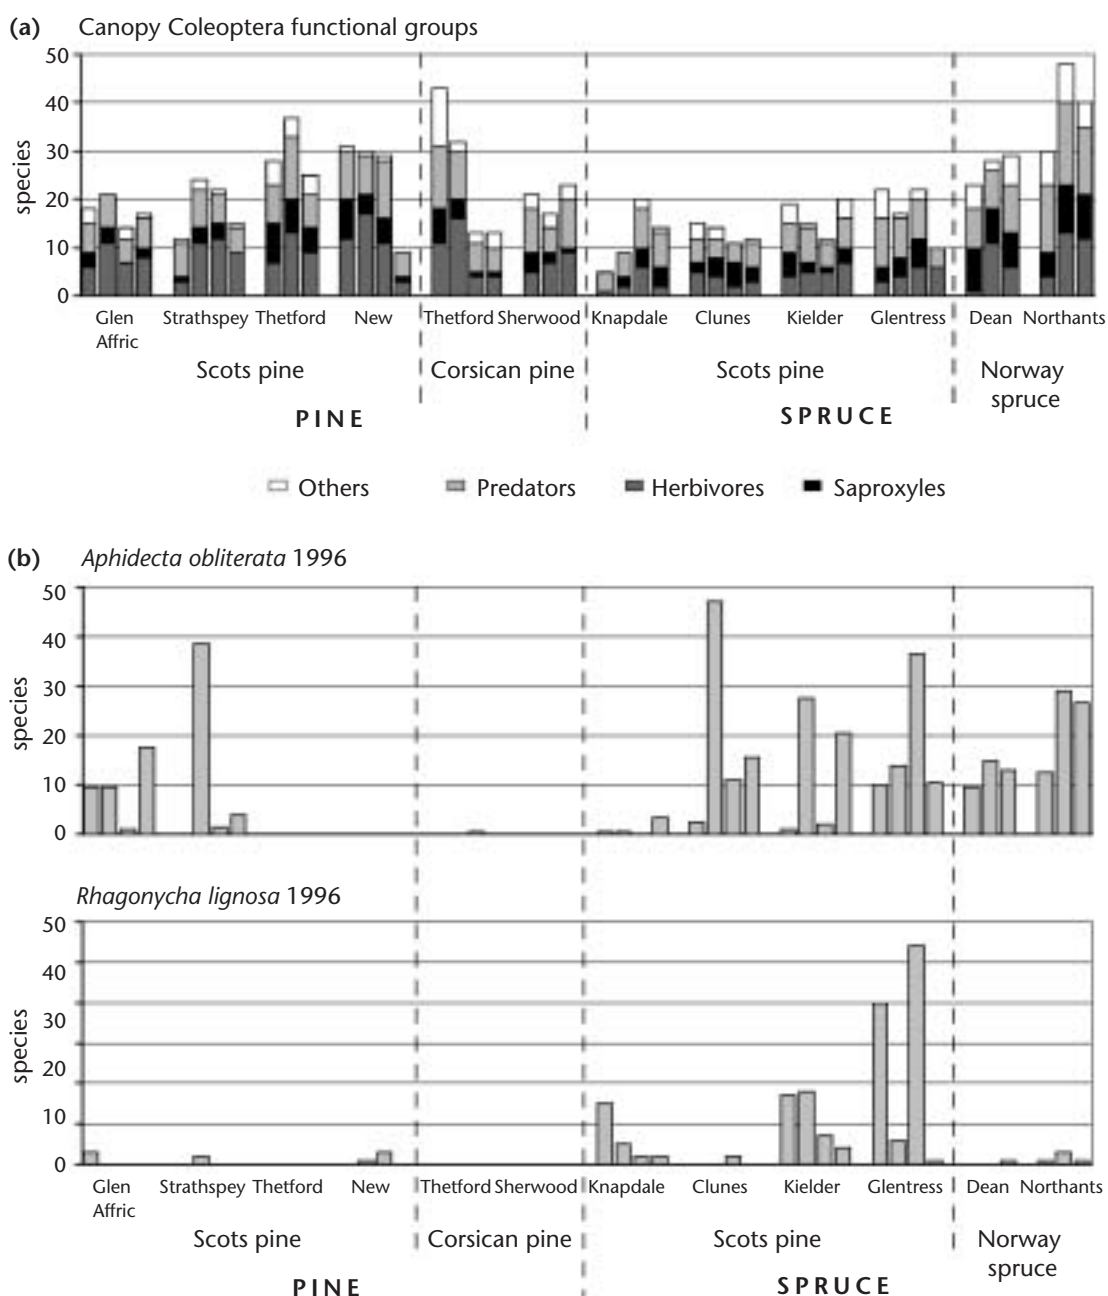 (a) Canopy Coleoptera functional groups
50
40
30
20
10
0
species
Glen Affric Strathspey Thetford New Thetford Sherwood Knapdale Clunes Kielder Glentress Dean Northants
Scots pine Corsican pine Scots pine Norway spruce
PINE SPRUCE
Others Predators Herbivores Saproxyles
(b) Aphidecta obliterata 1996
50
40
30
20
10
0
species
Rhagonycha lignosa 1996
50
40
30
20
10
0
species
Glen Affric Strathspey Thetford New Thetford Sherwood Knapdale Clunes Kielder Glentress Dean Northants
Scots pine Corsican pine Scots pine Norway spruce
PINE SPRUCE